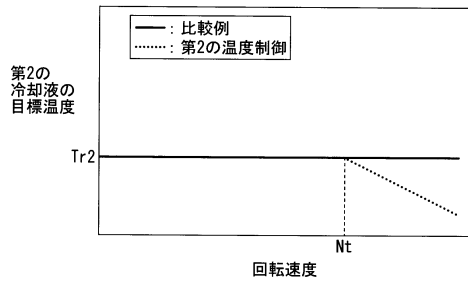 : 比較例
: 第2の温度制御
第2の
冷却液の
目標温度
Tr2
Nt
回転速度